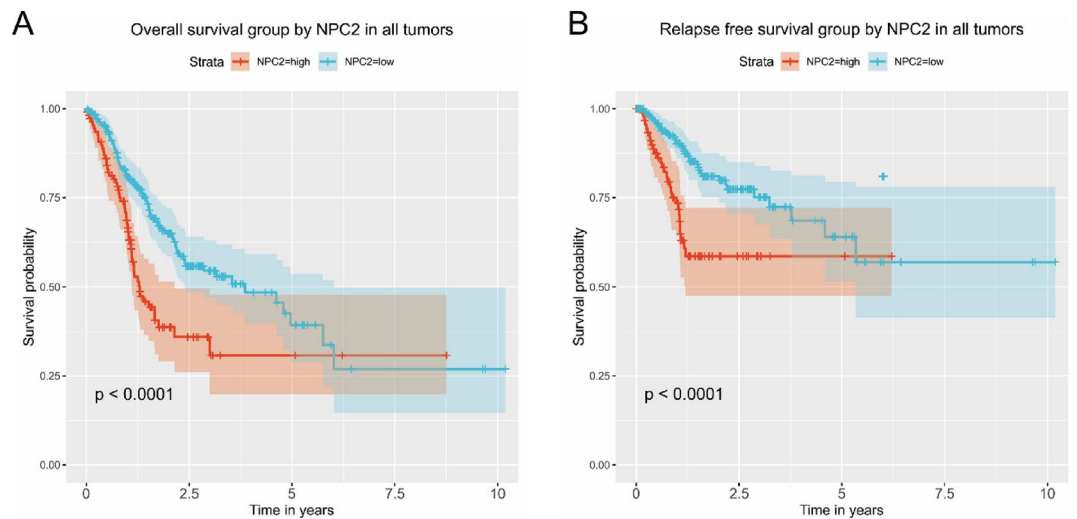 A
Overall survival group by NPC2 in all tumors
Strata NPC2=high NPC2=low
1.00
0.75
0.50
0.25
0.00
Survival probability
p < 0.0001
0 2.5 5 7.5 10
Time in years
B
Relapse free survival group by NPC2 in all tumors
Strata NPC2=high NPC2=low
1.00
0.75
0.50
0.25
0.00
Survival probability
p < 0.0001
0 2.5 5 7.5 10
Time in years